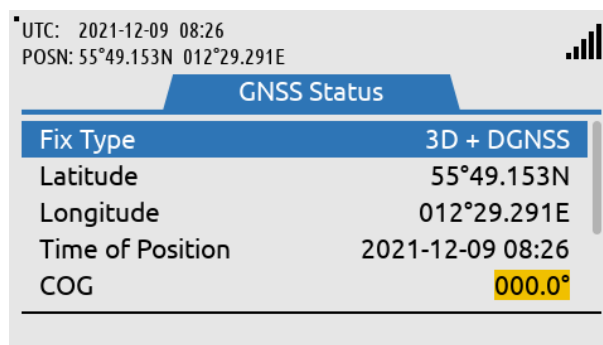 UTC: 2021-12-09 08:26
POSN: 55°49.153N 012°29.291E
GNSS Status
Fix Type 3D + DGNSS
Latitude 55°49.153N
Longitude 012°29.291E
Time of Position 2021-12-09 08:26
COG 000.0°